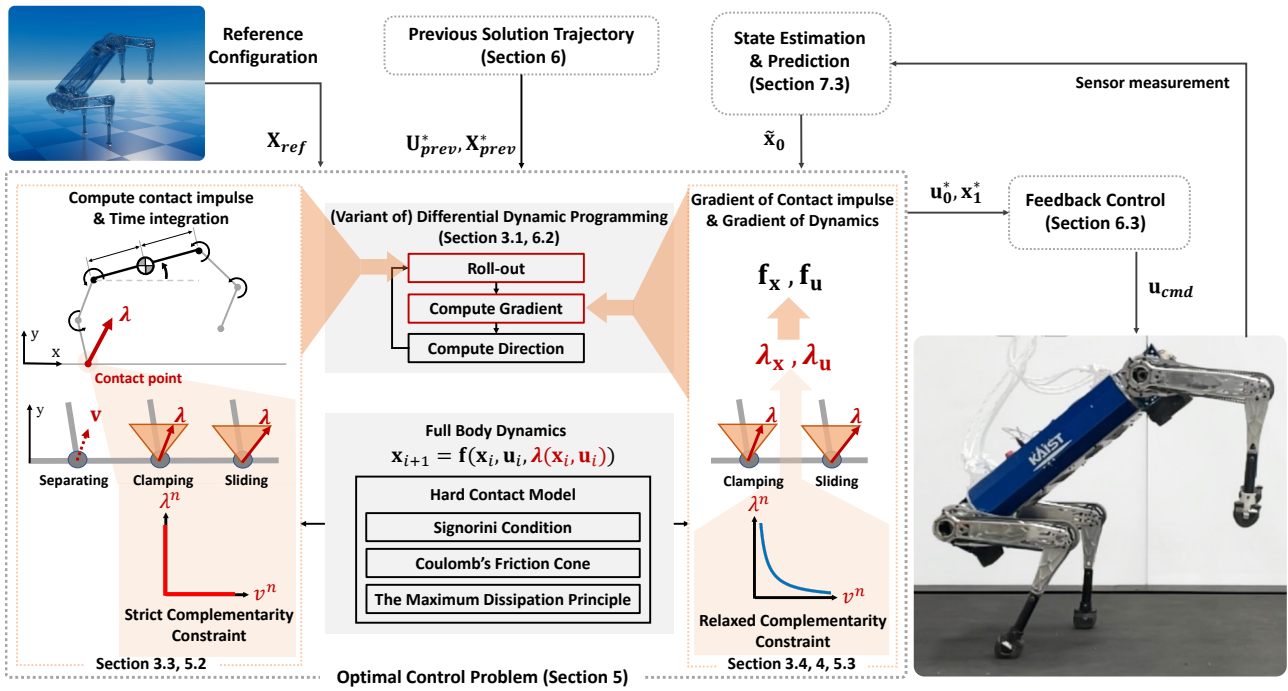 Reference
Configuration
X_ref
Previous Solution Trajectory
(Section 6)
U*_prev, X*_prev
State Estimation
& Prediction
(Section 7.3)
x̃_0
Sensor measurement
Compute contact impulse
& Time integration
y
x
λ
Contact point
y
v
λ
λ
Separating
Clamping
Sliding
λ^n
v^n
Strict Complementarity
Constraint
Section 3.3, 5.2
(Variant of) Differential Dynamic Programming
(Section 3.1, 6.2)
Roll-out
Compute Gradient
Compute Direction
Full Body Dynamics
x_{i+1} = f(x_i, u_i, λ(x_i, u_i))
Hard Contact Model
Signorini Condition
Coulomb's Friction Cone
The Maximum Dissipation Principle
Gradient of Contact impulse
& Gradient of Dynamics
f_x , f_u
λ_x , λ_u
λ
λ
Clamping
Sliding
λ^n
v^n
Relaxed Complementarity
Constraint
Section 3.4, 4, 5.3
Optimal Control Problem (Section 5)
u*_0, x*_1
Feedback Control
(Section 6.3)
u_cmd
KAIST